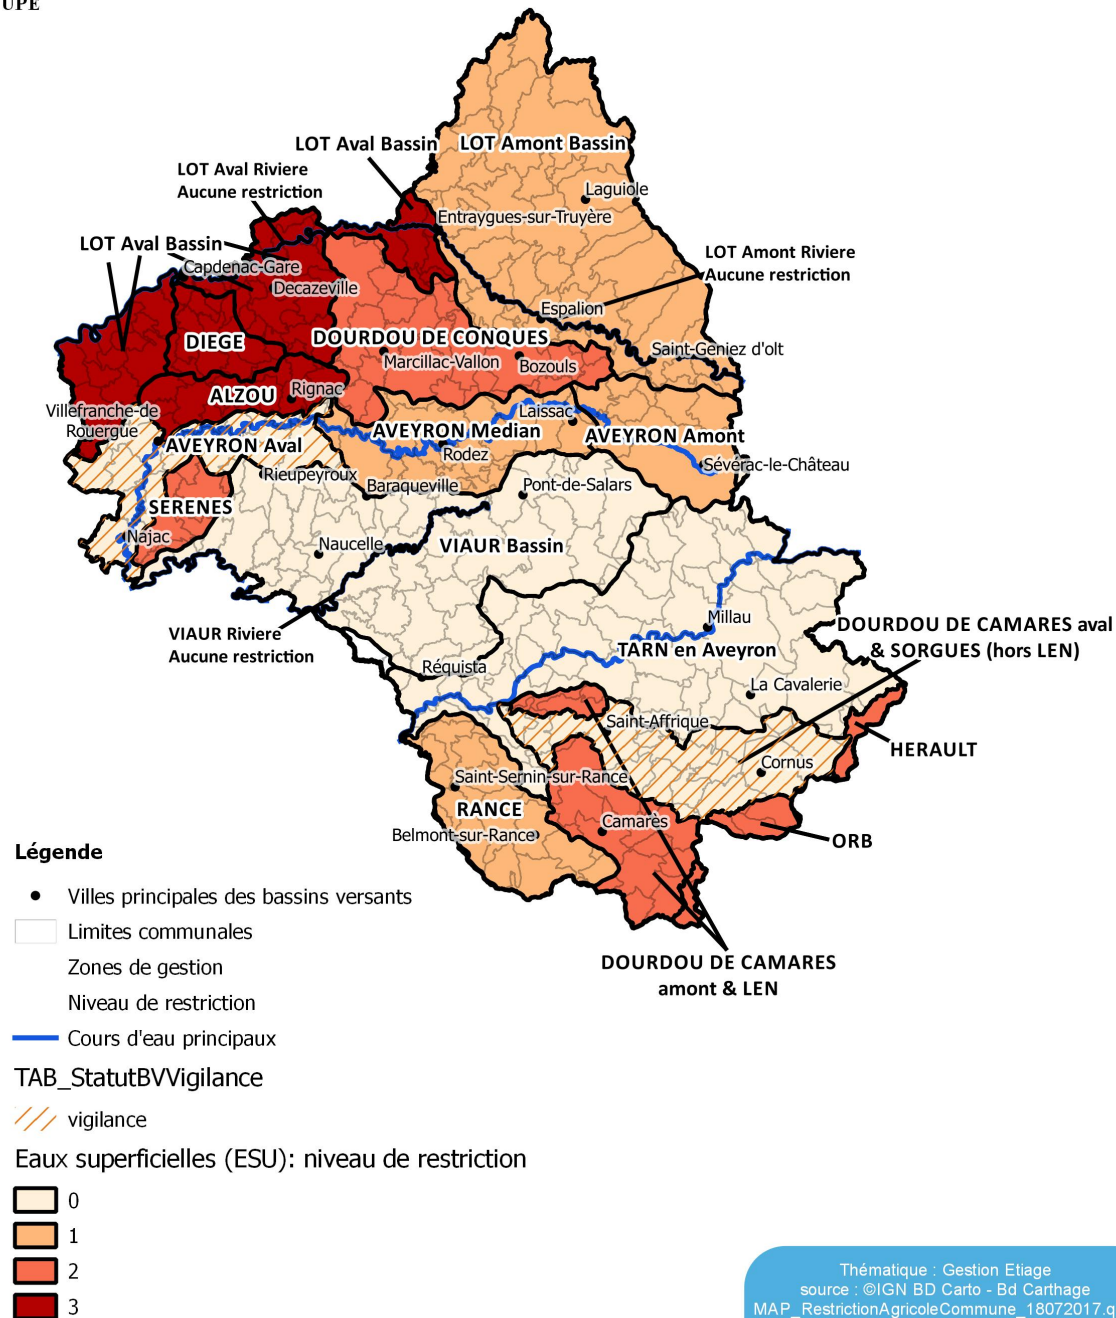 UPE
LOT Aval Bassin
LOT Amont Bassin
LOT Aval Riviere
Aucune restriction
Laguiole
Entraygues-sur-Truyère
LOT Aval Bassin
LOT Amont Riviere
Aucune restriction
Capdenac-Gare
Decazeville
Espalion
DIEGE
DOURDOU DE CONQUES
Saint-Geniez d'olt
Marcillac-Vallon
Bozouls
ALZOU
Rignac
Villefranche-de
Rouergue
Laissac
AVEYRON Aval
AVEYRON Median
AVEYRON Amont
Rodez
Sévérac-le-Château
Rieupeyroux
Baraqueville
Pont-de-Salars
SERENES
Najac
Naucelle
VIAUR Bassin
VIAUR Riviere
Aucune restriction
Millau
DOURDOU DE CAMARES aval
& SORGUES (hors LEN)
TARN en Aveyron
Réquista
La Cavalerie
Saint-Affrique
HERAULT
Cornus
Saint-Sernin-sur-Rance
RANCE
Camarès
Belmont-sur-Rance
ORB
DOURDOU DE CAMARES
amont & LEN
Légende
Villes principales des bassins versants
Limites communales
Zones de gestion
Niveau de restriction
Cours d'eau principaux
TAB_StatutBVVigilance
vigilance
Eaux superficielles (ESU): niveau de restriction
0
1
2
3
Thématique : Gestion Etiage
source : ©IGN BD Carto - Bd Carthage
MAP_RestrictionAgricoleCommune_18072017.q